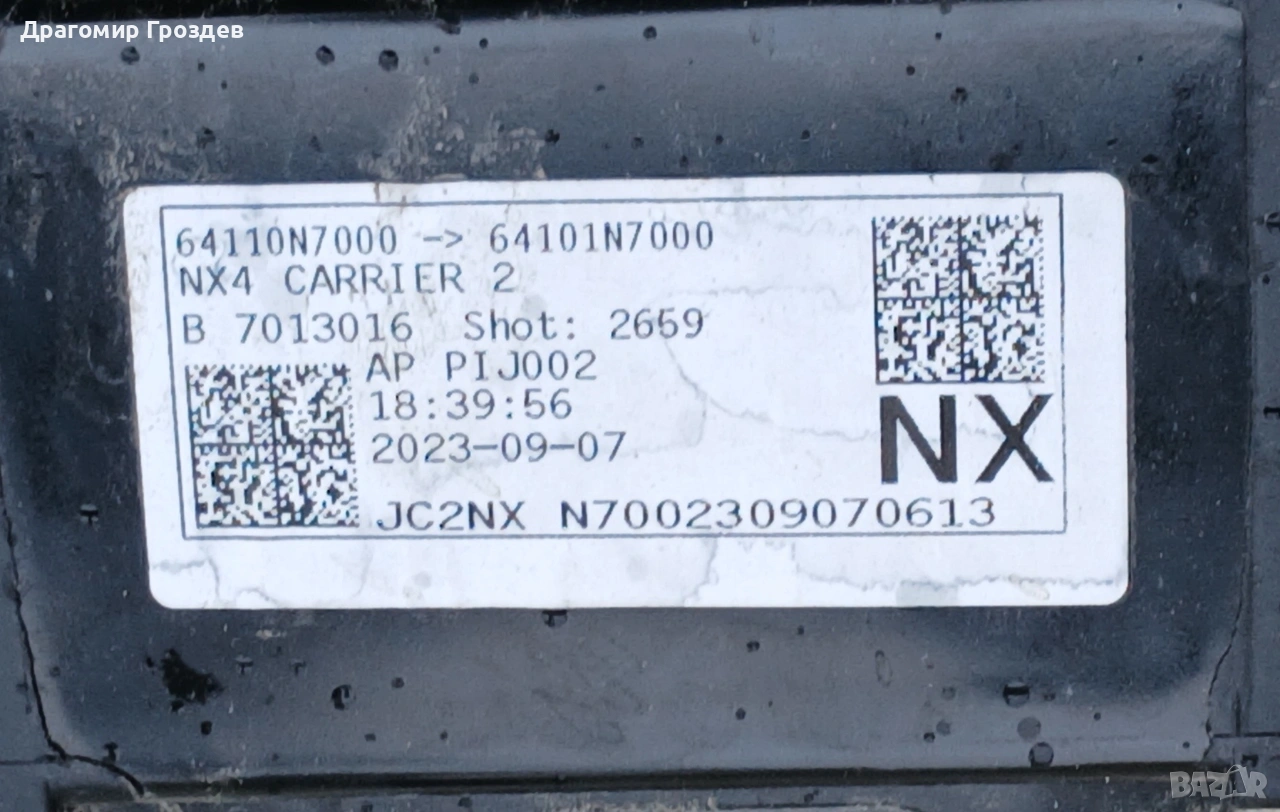 Драгомир Гроздев
64110N7000 -> 64101N7000
NX4 CARRIER 2
B 7013016 Shot: 2659
AP PIJ002
18:39:56
2023-09-07
NX
JC2NX N7002309070613
BAZAR